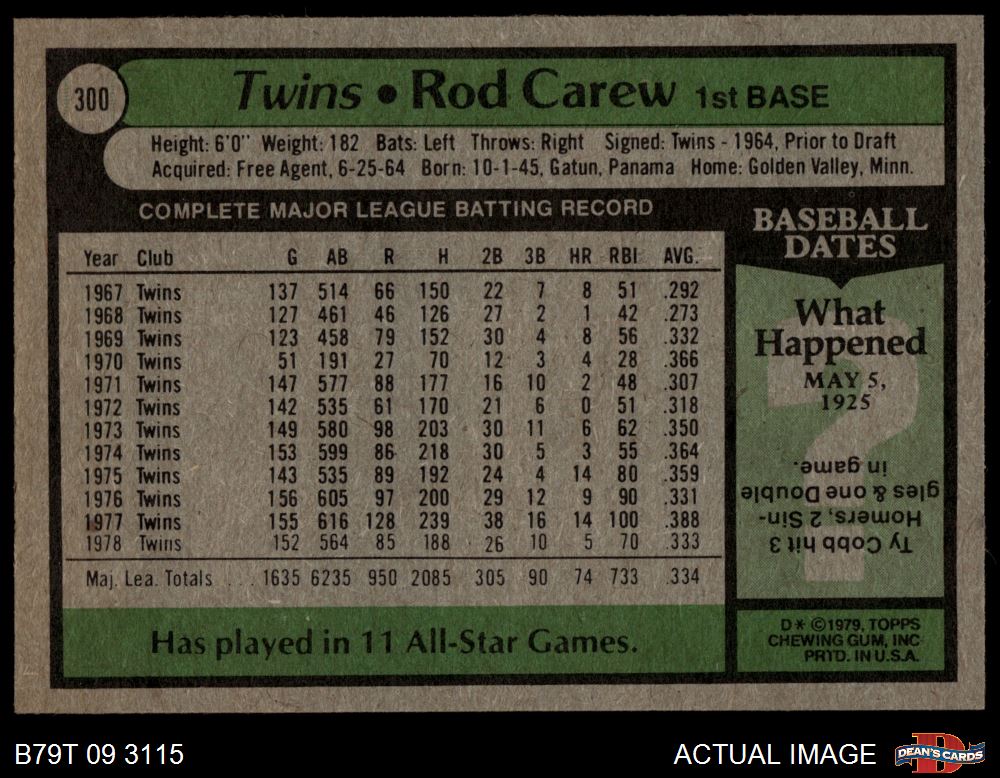 300
Twins • Rod Carew 1st BASE
Height: 6'0" Weight: 182 Bats: Left Throws: Right Signed: Twins - 1964, Prior to Draft
Acquired: Free Agent, 6-25-64 Born: 10-1-45, Gatun, Panama Home: Golden Valley, Minn.
COMPLETE MAJOR LEAGUE BATTING RECORD
Year Club G AB R H 2B 3B HR RBI AVG.
1967 Twins 137 514 66 150 22 7 8 51 .292
1968 Twins 127 461 46 126 27 2 1 42 .273
1969 Twins 123 458 79 152 30 4 8 56 .332
1970 Twins 51 191 27 70 12 3 4 28 .366
1971 Twins 147 577 88 177 16 10 2 48 .307
1972 Twins 142 535 61 170 21 6 0 51 .318
1973 Twins 149 580 98 203 30 11 6 62 .350
1974 Twins 153 599 86 218 30 5 3 55 .364
1975 Twins 143 535 89 192 24 4 14 80 .359
1976 Twins 156 605 97 200 29 12 9 90 .331
1977 Twins 155 616 128 239 38 16 14 100 .388
1978 Twins 152 564 85 188 26 10 5 70 .333
Maj. Lea. Totals . . . 1635 6235 950 2085 305 90 74 733 .334
Has played in 11 All-Star Games.
BASEBALL
DATES
What
Happened
MAY 5,
1925
?
Ty Cobb hit 3
Homers, 2 Sin-
gles & one Double
in game.
D* ©1979, TOPPS
CHEWING GUM, INC
PRTD. IN U.S.A.
B79T 09 3115
ACTUAL IMAGE
DEAN'S CARDS